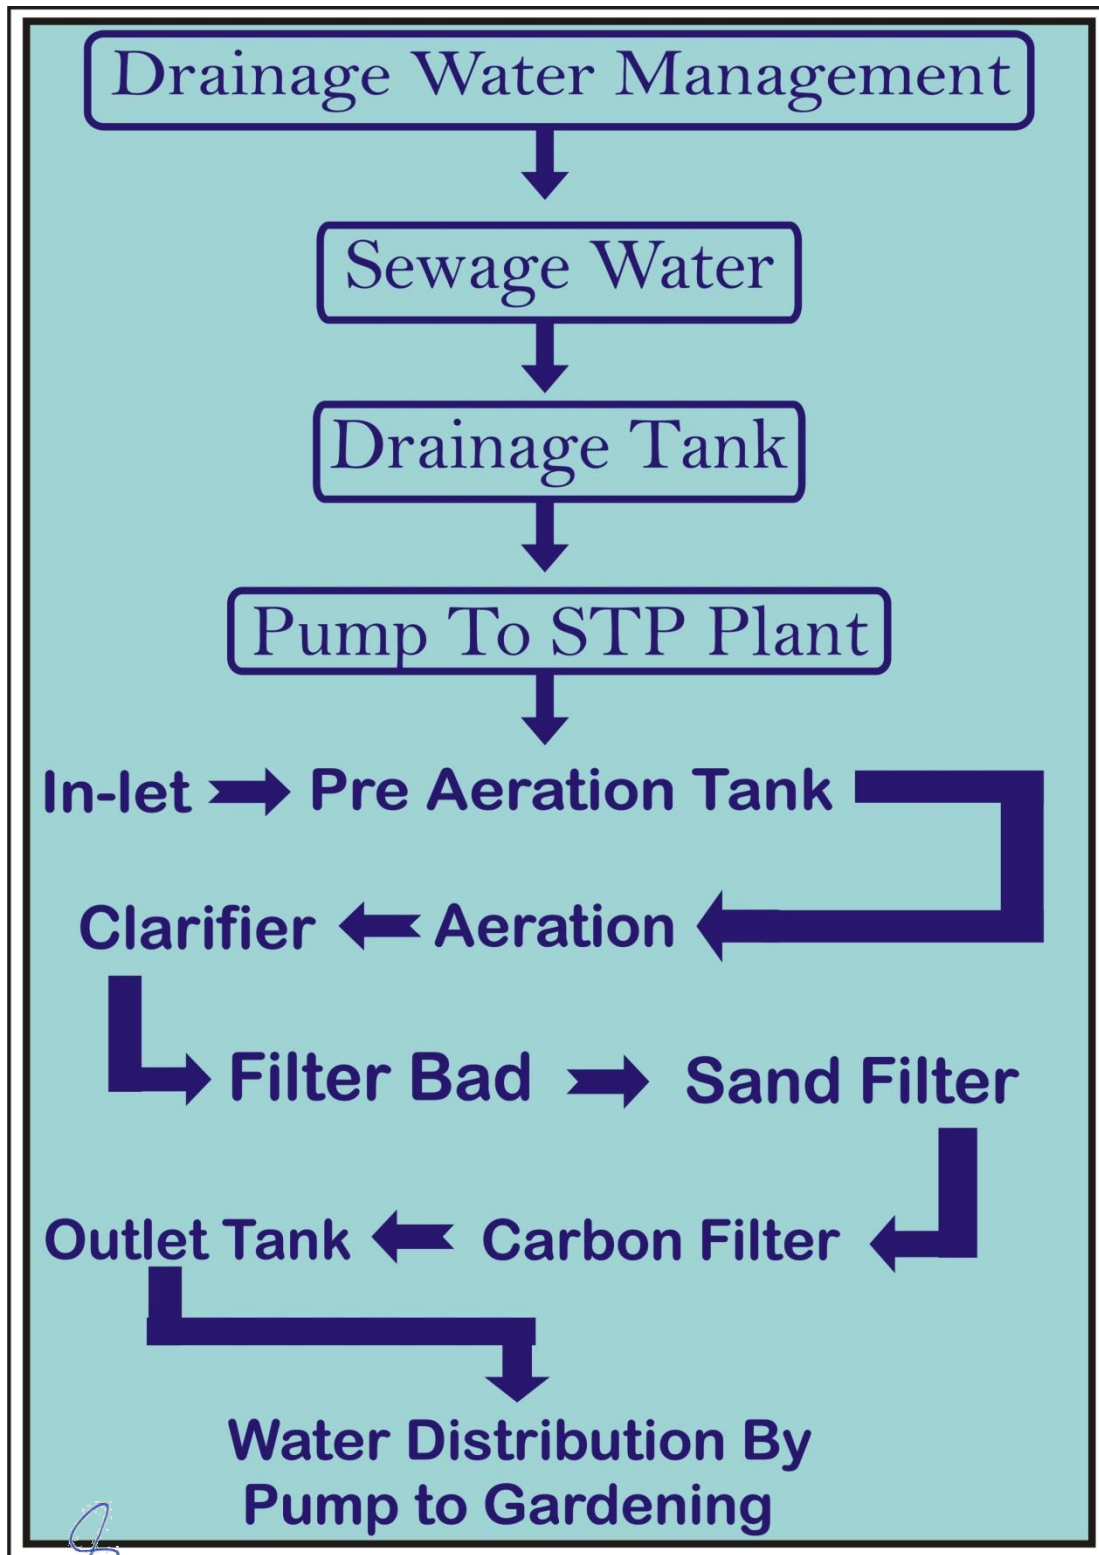 Drainage Water Management
Sewage Water
Drainage Tank
Pump To STP Plant
In-let Pre Aeration Tank
Clarifier Aeration
Filter Bad Sand Filter
Outlet Tank Carbon Filter
Water Distribution By
Pump to Gardening